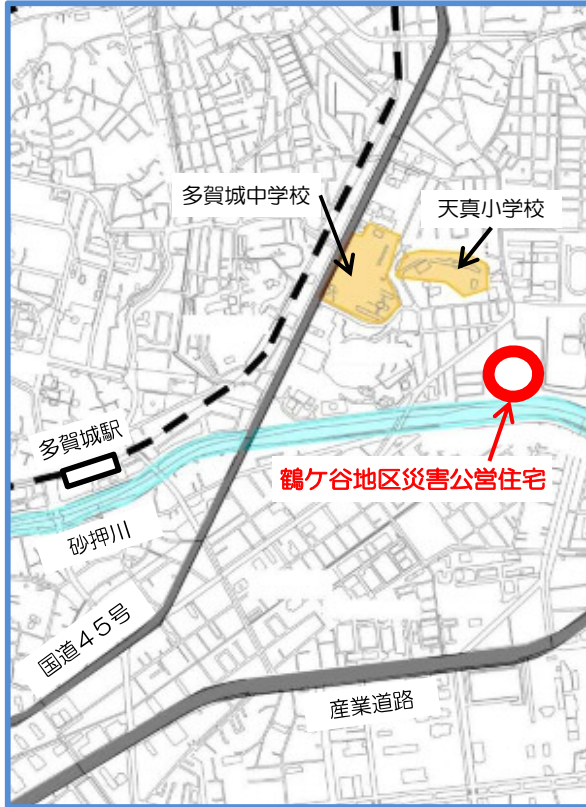 多賀城中学校
天真小学校
多賀城駅
鶴ケ谷地区災害公営住宅
砂押川
国道45号
産業道路